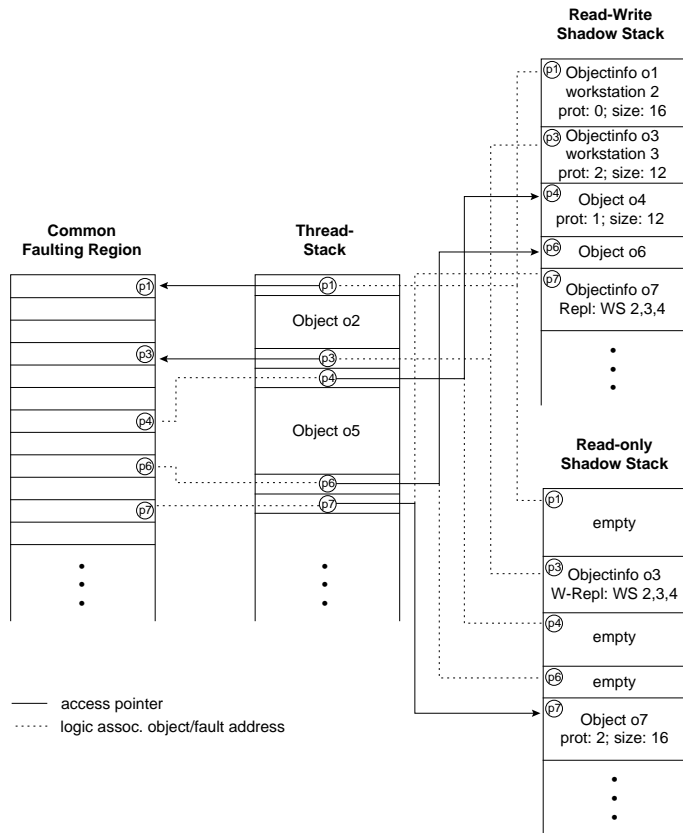 Read-Write
Shadow Stack
p1
Objectinfo o1
workstation 2
prot: 0; size: 16
p3
Objectinfo o3
workstation 3
prot: 2; size: 12
p4
Object o4
prot: 1; size: 12
p6
Object o6
p7
Objectinfo o7
Repl: WS 2,3,4
Common
Faulting Region
p1
p3
p4
p6
p7
Thread-
Stack
p1
Object o2
p3
p4
Object o5
p6
p7
Read-only
Shadow Stack
p1
empty
p3
Objectinfo o3
W-Repl: WS 2,3,4
p4
empty
p6
empty
p7
Object o7
prot: 2; size: 16
access pointer
logic assoc. object/fault address